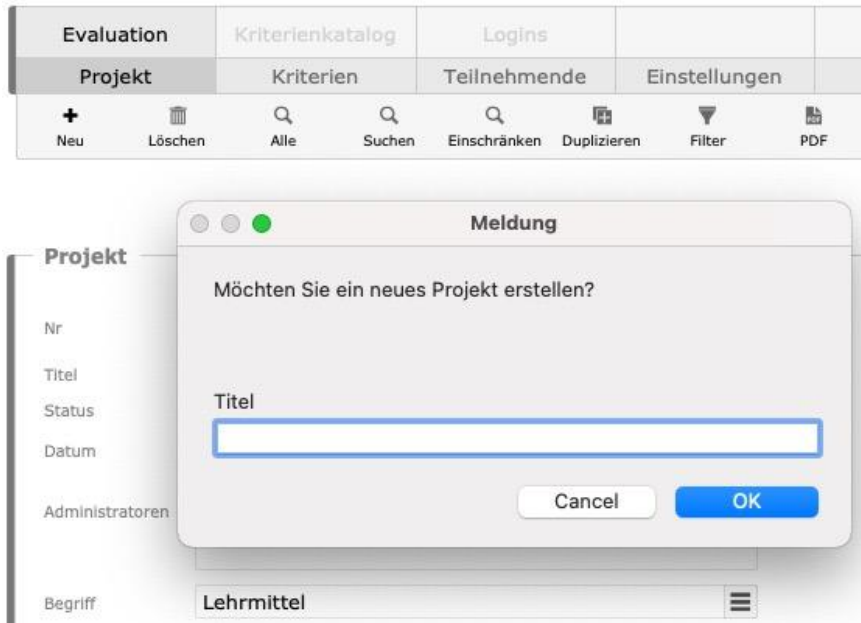 Evaluation Kriterienkatalog Logins
Projekt Kriterien Teilnehmende Einstellungen
Neu Löschen Alle Suchen Einschränken Duplizieren Filter PDF
Meldung
Projekt
Möchten Sie ein neues Projekt erstellen?
Nr
Titel
Titel
Status
Datum
Cancel OK
Administratoren
Begriff Lehrmittel